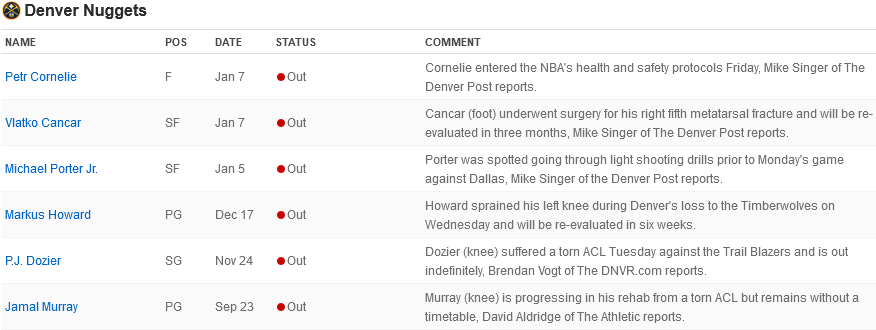 Denver Nuggets
NAME POS DATE STATUS COMMENT
Petr Cornelie F Jan 7 Out Cornelie entered the NBA's health and safety protocols Friday, Mike Singer of The
Denver Post reports.
Vlatko Cancar SF Jan 7 Out Cancar (foot) underwent surgery for his right fifth metatarsal fracture and will be re-
evaluated in three months, Mike Singer of The Denver Post reports.
Michael Porter Jr. SF Jan 5 Out Porter was spotted going through light shooting drills prior to Monday's game
against Dallas, Mike Singer of the Denver Post reports.
Markus Howard PG Dec 17 Out Howard sprained his left knee during Denver's loss to the Timberwolves on
Wednesday and will be re-evaluated in six weeks.
P.J. Dozier SG Nov 24 Out Dozier (knee) suffered a torn ACL Tuesday against the Trail Blazers and is out
indefinitely, Brendan Vogt of The DNVR.com reports.
Jamal Murray PG Sep 23 Out Murray (knee) is progressing in his rehab from a torn ACL but remains without a
timetable, David Aldridge of The Athletic reports.